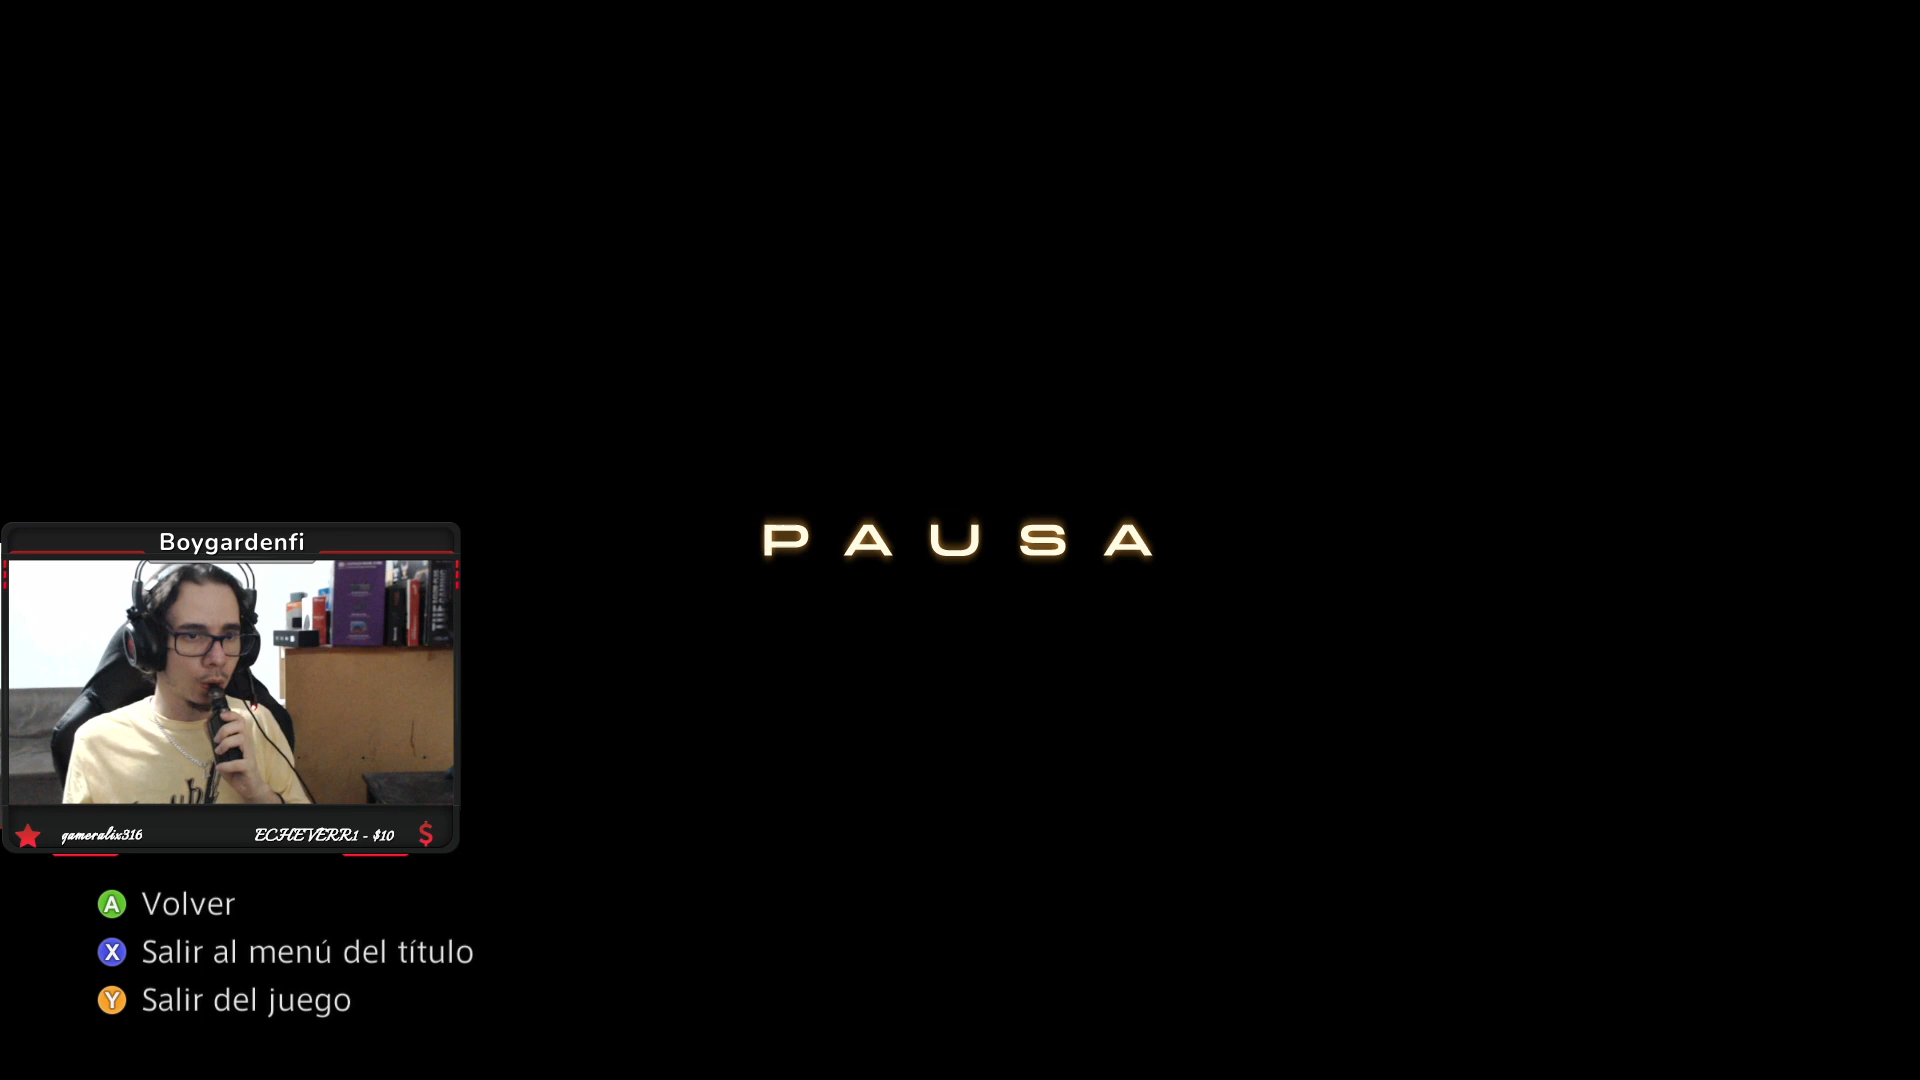 PAUSA
Boygardenfi
gameralix316
ECHEVERR1 - $10
A Volver
X Salir al menú del título
Y Salir del juego